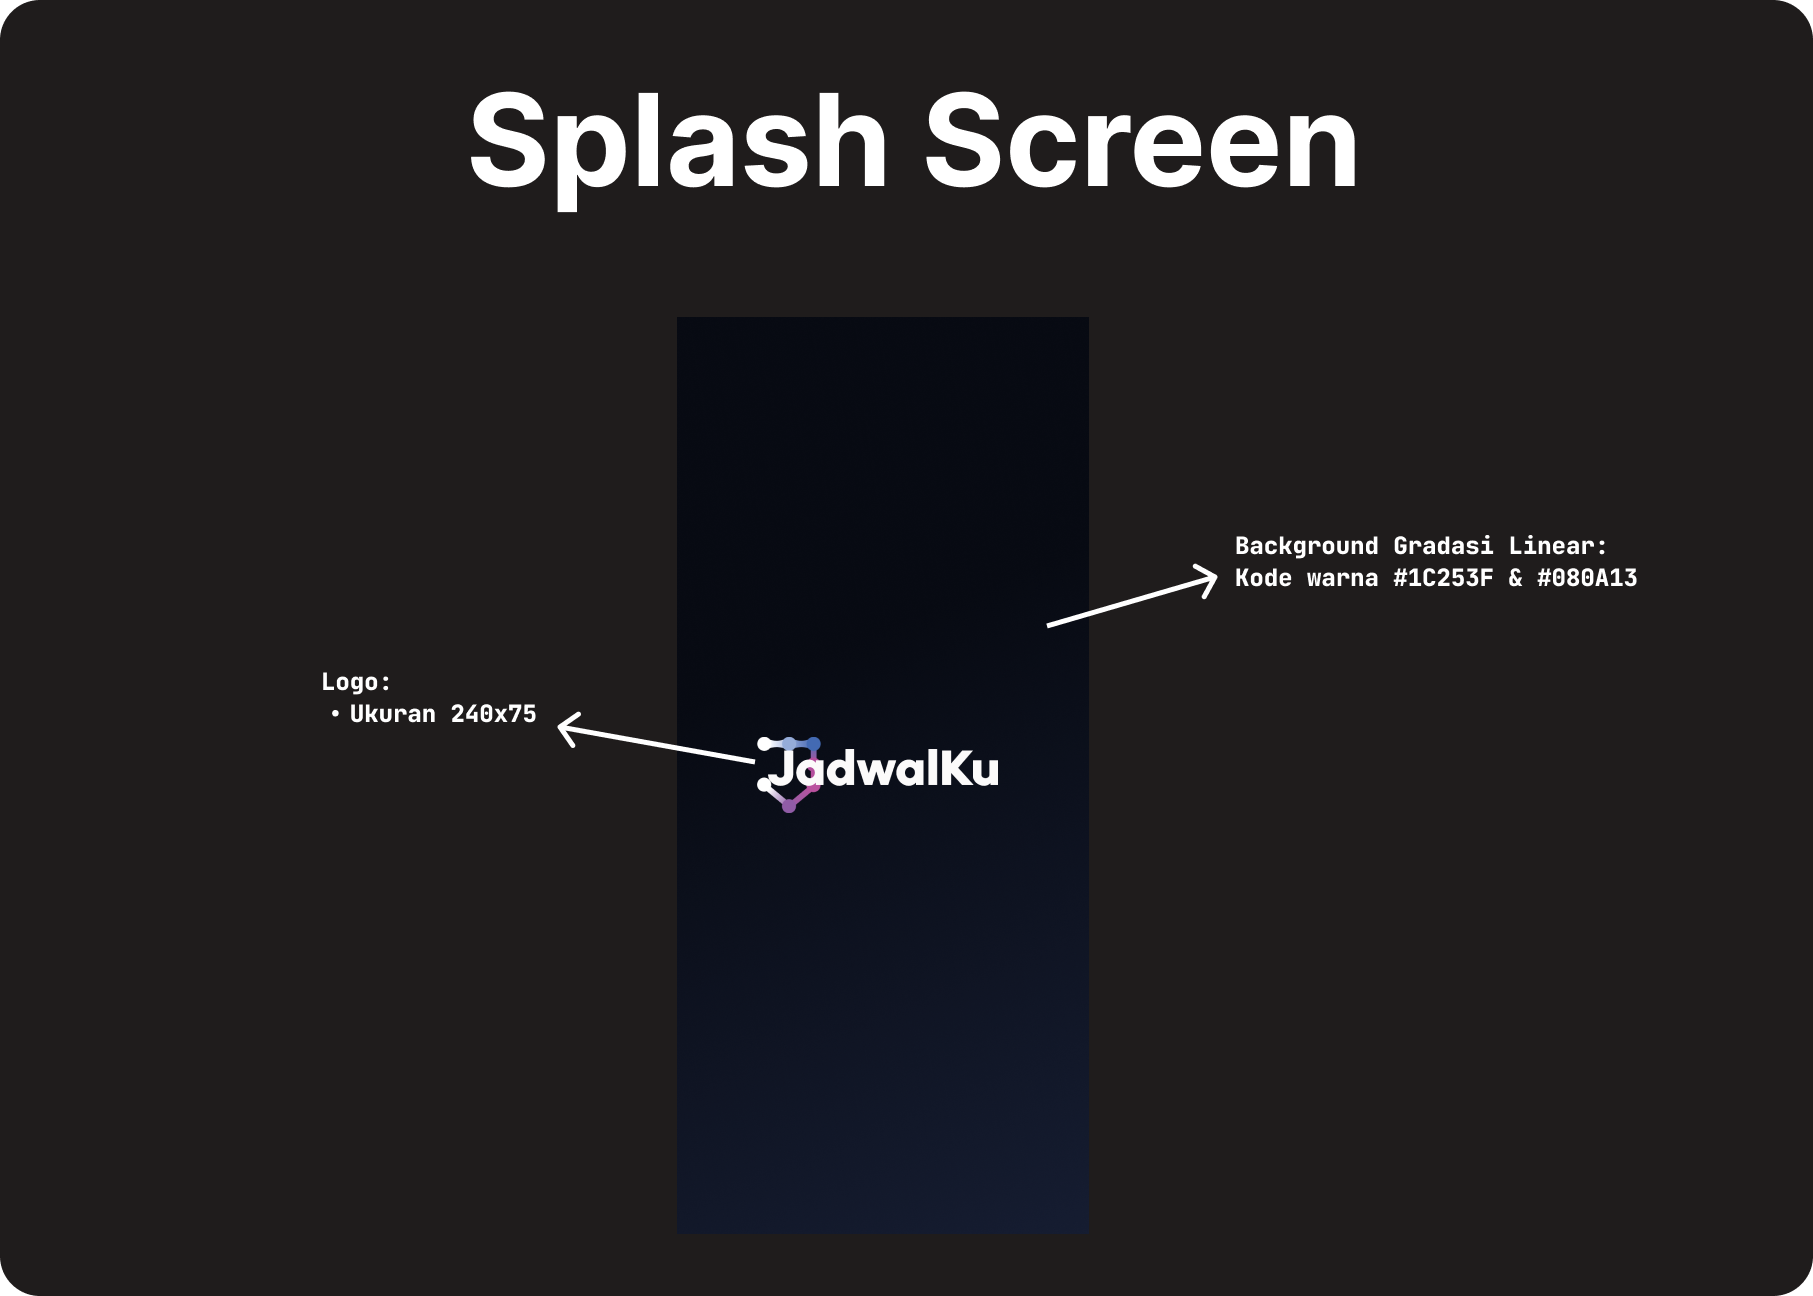 Splash Screen
Background Gradasi Linear:
Kode warna #1C253F & #080A13
Logo:
• Ukuran 240x75
JadwalKu